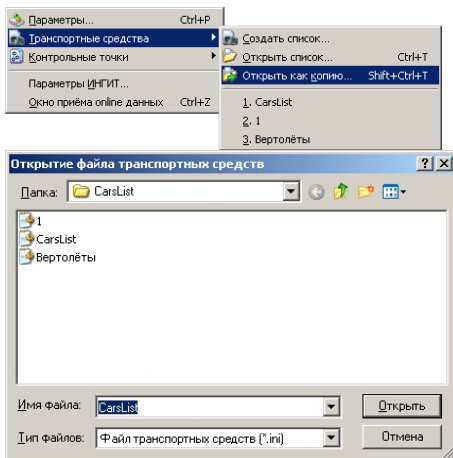 Параметры... Ctrl+P
Транспортные средства
Контрольные точки
Параметры ИНГИТ...
Окно приёма online данных Ctrl+Z
Создать список...
Открыть список... Ctrl+T
Открыть как копию... Shift+Ctrl+T
1. CarsList
2. 1
3. Вертолёты
Открытие файла транспортных средств
Папка: CarsList
1
CarsList
Вертолёты
Имя файла: CarsList Открыть
Тип файлов: Файл транспортных средств (*.ini) Отмена